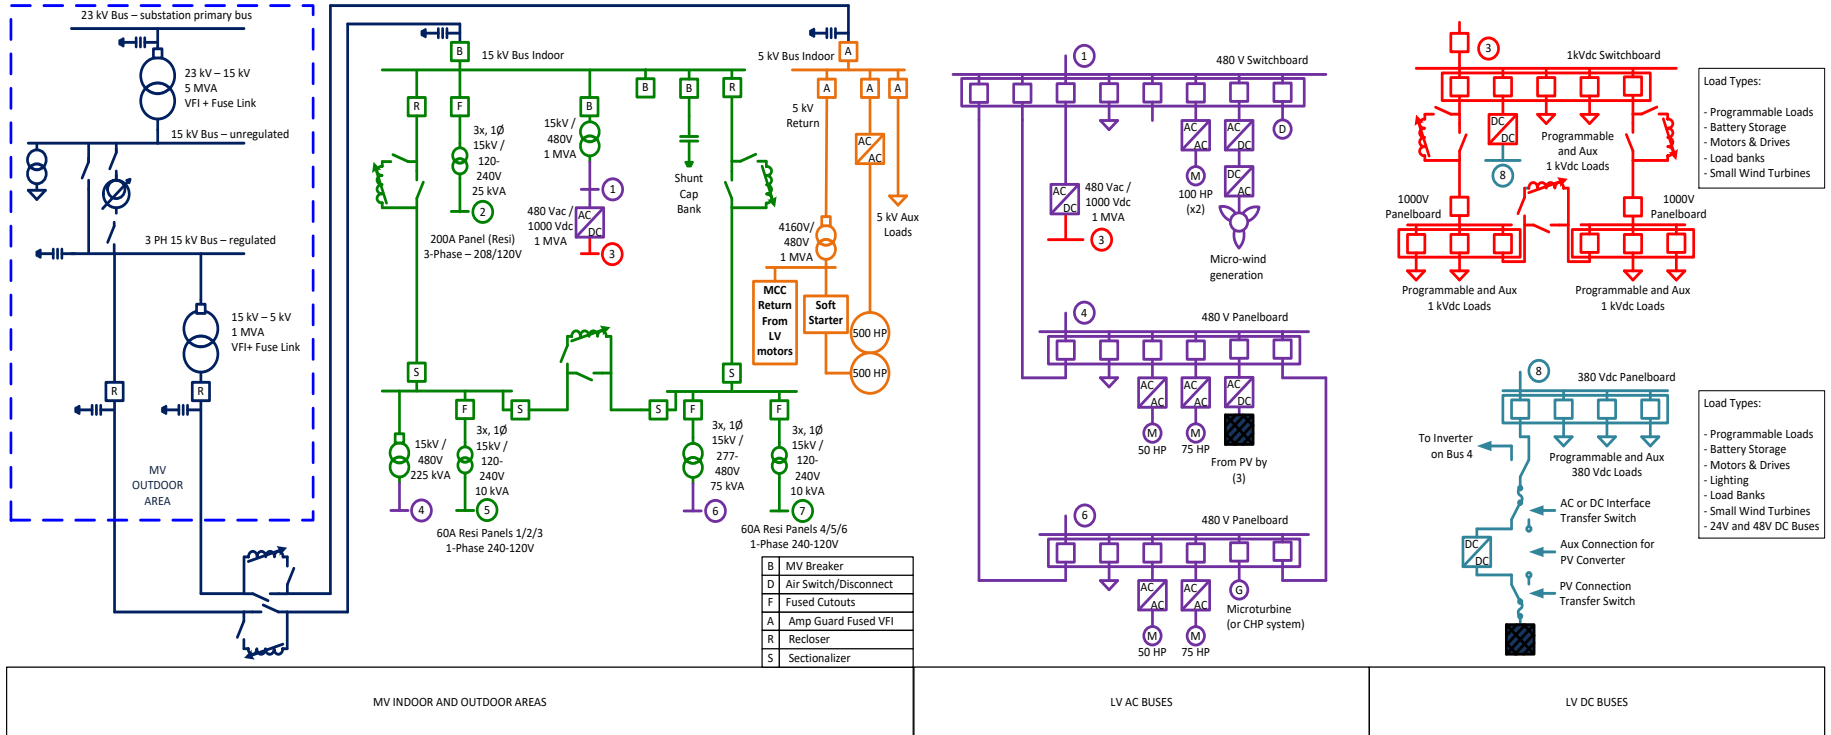 23 kV Bus – substation primary bus
23 kV – 15 kV
5 MVA
VFI + Fuse Link
15 kV Bus – unregulated
3 PH 15 kV Bus – regulated
15 kV – 5 kV
1 MVA
VFI+ Fuse Link
R
R
MV
OUTDOOR
AREA
B
15 kV Bus Indoor
R
F
B
B
B
R
3x, 1Ø
15kV /
120-
240V
25 kVA
2
200A Panel (Resi)
3-Phase – 208/120V
15kV /
480V
1 MVA
1
480 Vac /
1000 Vdc
1 MVA
AC
DC
3
Shunt
Cap
Bank
S
S
F
S
S
F
F
15kV /
480V
225 kVA
4
3x, 1Ø
15kV /
120-
240V
10 kVA
5
60A Resi Panels 1/2/3
1-Phase 240-120V
3x, 1Ø
15kV /
277-
480V
75 kVA
6
3x, 1Ø
15kV /
120-
240V
10 kVA
7
60A Resi Panels 4/5/6
1-Phase 240-120V
5 kV Bus Indoor
A
A
A
A
5 kV
Return
AC
AC
5 kV Aux
Loads
4160V/
480V
1 MVA
MCC
Return
From
LV
motors
Soft
Starter
500 HP
500 HP
B MV Breaker
D Air Switch/Disconnect
F Fused Cutouts
A Amp Guard Fused VFI
R Recloser
S Sectionalizer
1
480 V Switchboard
AC
AC
M
100 HP
(x2)
AC
DC
DC
AC
D
Micro-wind
generation
AC
DC
480 Vac /
1000 Vdc
1 MVA
3
4
480 V Panelboard
AC
AC
M
50 HP
AC
AC
M
75 HP
AC
DC
From PV by
(3)
6
480 V Panelboard
AC
AC
M
50 HP
AC
AC
M
75 HP
G
Microturbine
(or CHP system)
3
1kVdc Switchboard
DC
DC
8
Programmable
and Aux
1 kVdc Loads
1000V
Panelboard
1000V
Panelboard
Programmable and Aux
1 kVdc Loads
Programmable and Aux
1 kVdc Loads
Load Types:
- Programmable Loads
- Battery Storage
- Motors & Drives
- Load banks
- Small Wind Turbines
8
380 Vdc Panelboard
To Inverter
on Bus 4
Programmable and Aux
380 Vdc Loads
AC or DC Interface
Transfer Switch
DC
DC
Aux Connection for
PV Converter
PV Connection
Transfer Switch
Load Types:
- Programmable Loads
- Battery Storage
- Motors & Drives
- Lighting
- Load Banks
- Small Wind Turbines
- 24V and 48V DC Buses
MV INDOOR AND OUTDOOR AREAS
LV AC BUSES
LV DC BUSES